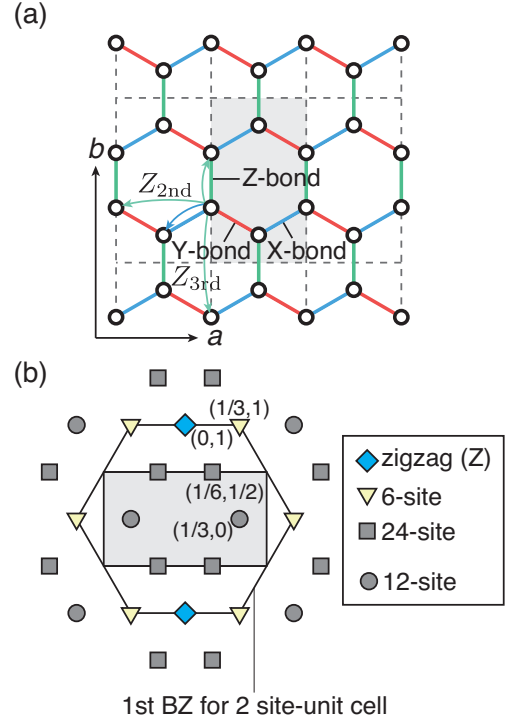 (a)
b
Z2nd
Z-bond
Y-bond
X-bond
Z3rd
a
(b)
(1/3,1)
(0,1)
(1/6,1/2)
(1/3,0)
zigzag (Z)
6-site
24-site
12-site
1st BZ for 2 site-unit cell